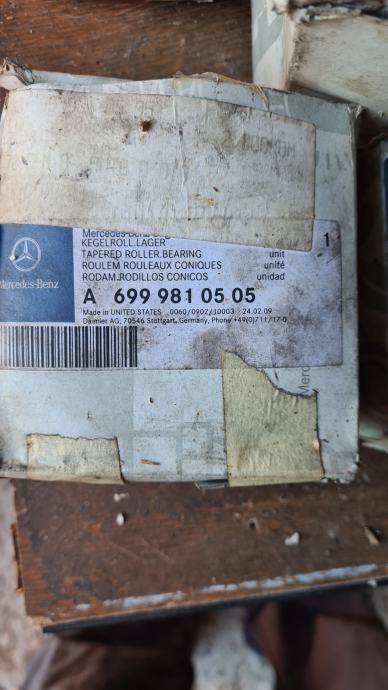 Mercedes-Benz
KEGELROLL.LAGER
TAPERED ROLLER.BEARING unit
ROULEM ROULEAUX CONIQUES unité
RODAM.RODILLOS CONICOS unidad
1
Mercedes-Benz
A 699 981 05 05
Made in UNITED STATES 0060/0902/10003 24.02.09
Daimler AG, 70546 Stuttgart, Germany, Phone +49(0)711/17-0
Merc